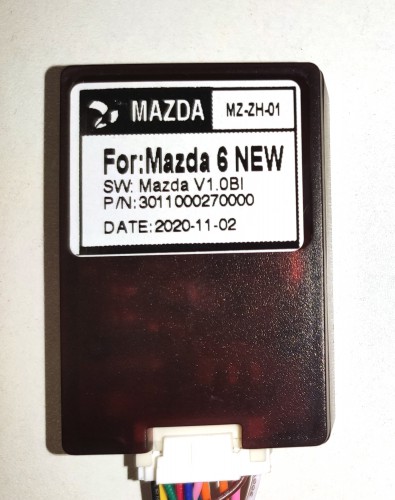 MAZDA MZ-ZH-01
For:Mazda 6 NEW
SW: Mazda V1.0BI
P/N:3011000270000
DATE:2020-11-02